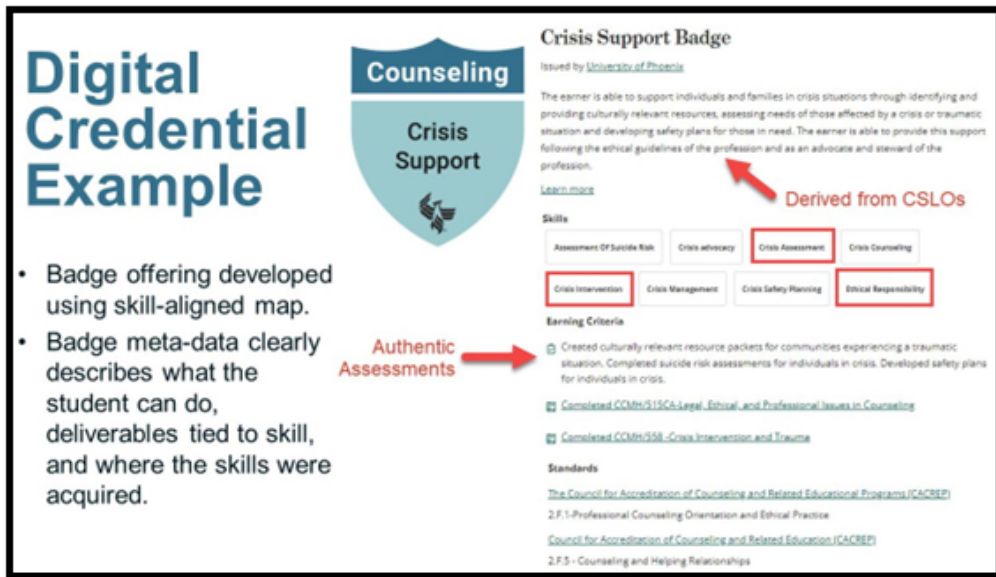 Digital
Credential
Example
• Badge offering developed
using skill-aligned map.
• Badge meta-data clearly
describes what the
student can do,
deliverables tied to skill,
and where the skills were
acquired.
Counseling
Crisis
Support
Crisis Support Badge
Issued by University of Phoenix
The earner is able to support individuals and families in crisis situations through identifying and
providing culturally relevant resources, assessing needs of those affected by a crisis or traumatic
situation and developing safety plans for those in need. The earner is able to provide this support
following the ethical guidelines of the profession and as an advocate and steward of the
profession.
Learn more
Derived from CSLOs
Skills
Assessment Of Suicide Risk
Crisis advocacy
Crisis Assessment
Crisis Counseling
Crisis Intervention
Crisis Management
Crisis Safety Planning
Ethical Responsibility
Earning Criteria
Authentic
Assessments
Created culturally relevant resource packets for communities experiencing a traumatic
situation. Completed suicide risk assessments for individuals in crisis. Developed safety plans
for individuals in crisis.
Completed CCMH/515CA-Legal, Ethical, and Professional Issues in Counseling
Completed CCMH/558 -Crisis Intervention and Trauma
Standards
The Council for Accreditation of Counseling and Related Educational Programs (CACREP)
2.F.1-Professional Counseling Orientation and Ethical Practice
Council for Accreditation of Counseling and Related Education (CACREP)
2.F.5 - Counseling and Helping Relationships